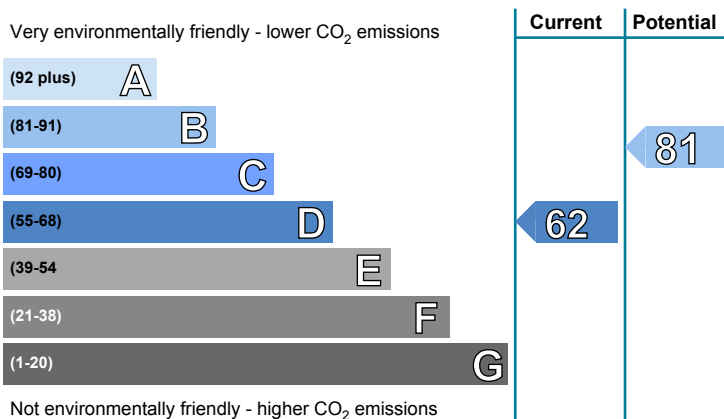 Current Potential
Very environmentally friendly - lower CO2 emissions
(92 plus) A
(81-91) B
81
(69-80) C
(55-68) D 62
(39-54 E
(21-38) F
(1-20) G
Not environmentally friendly - higher CO2 emissions